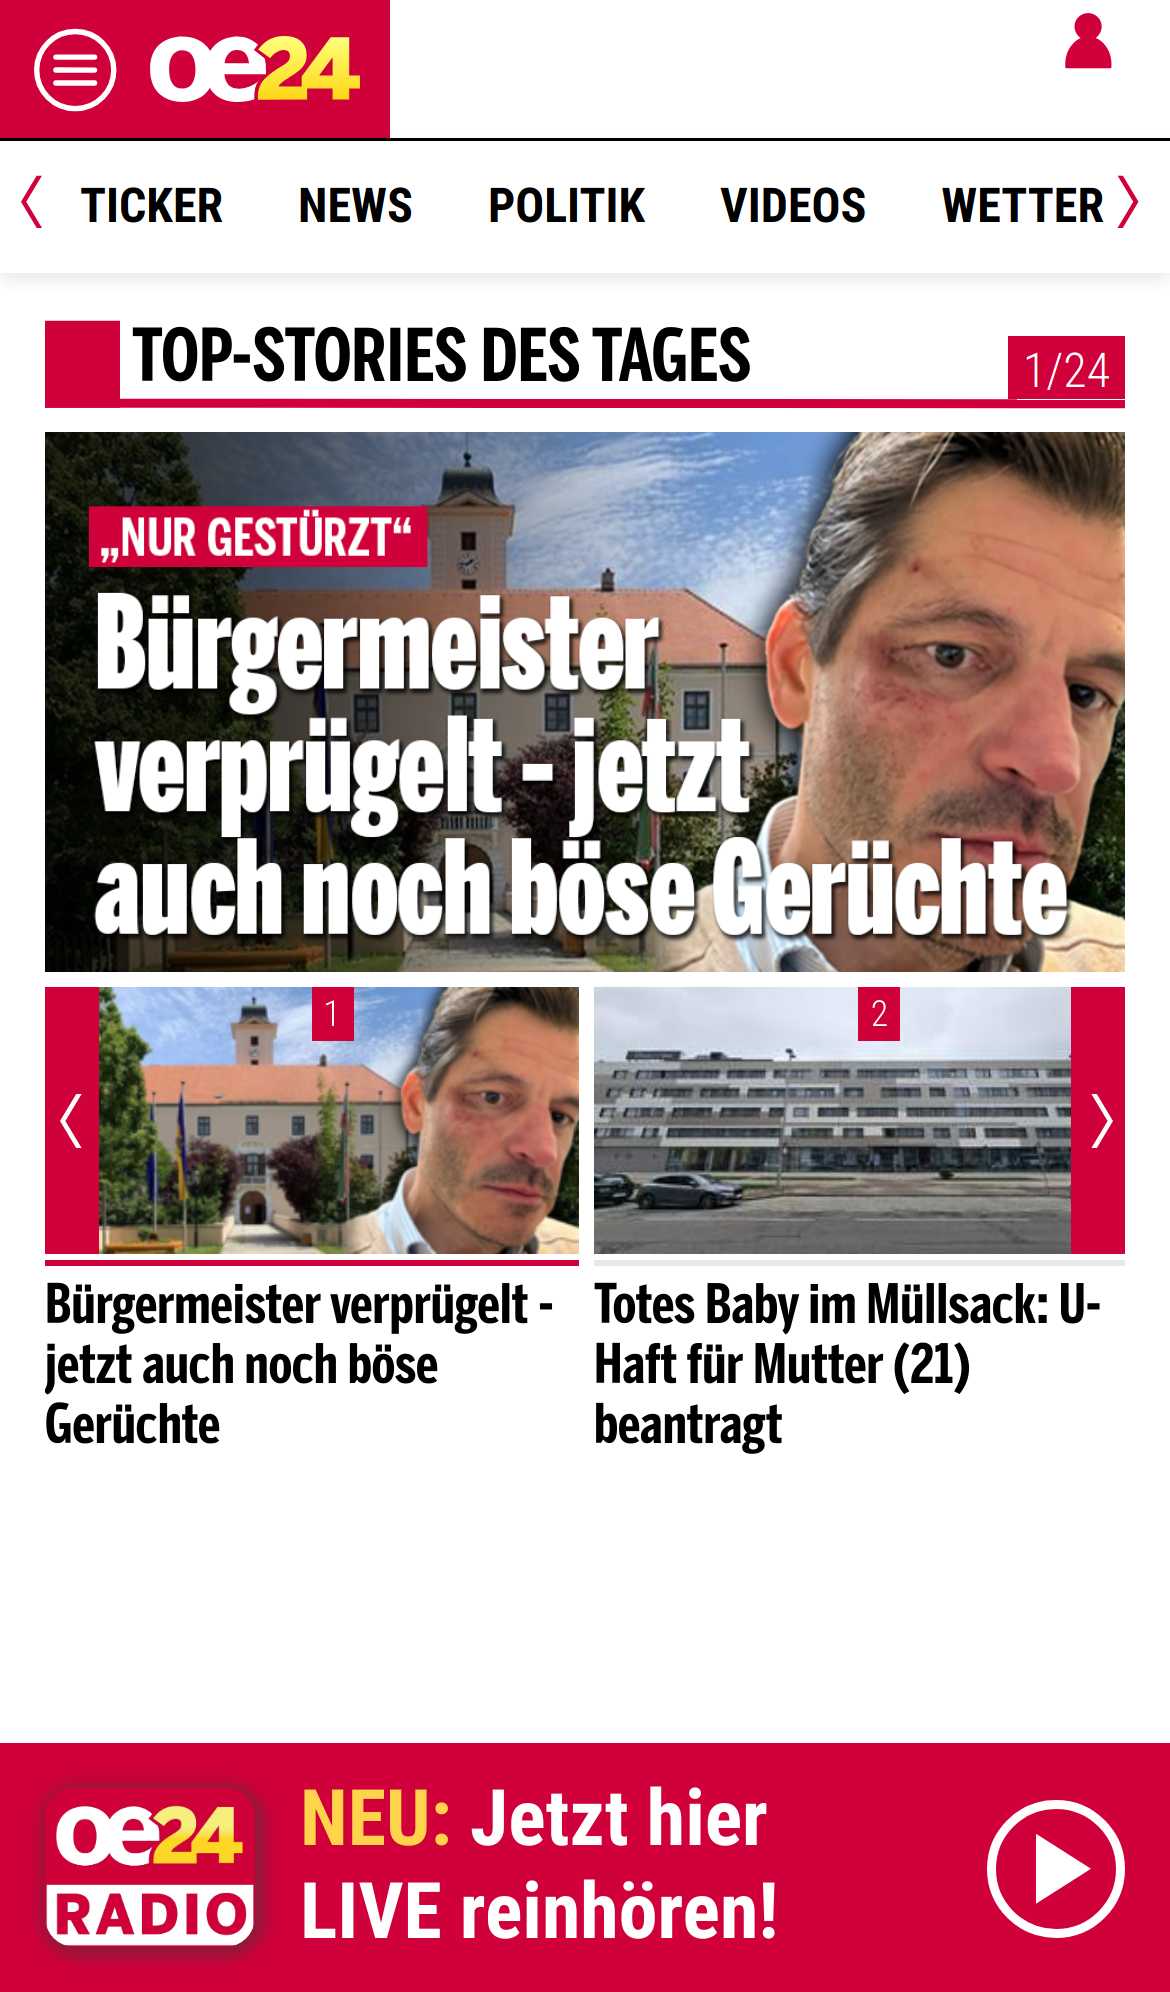 oe24
TICKER NEWS POLITIK VIDEOS WETTER
TOP-STORIES DES TAGES
1/24
„NUR GESTÜRZT“
Bürgermeister
verprügelt - jetzt
auch noch böse Gerüchte
1
2
Bürgermeister verprügelt -
jetzt auch noch böse
Gerüchte
Totes Baby im Müllsack: U-
Haft für Mutter (21)
beantragt
oe24
RADIO
NEU: Jetzt hier
LIVE reinhören!